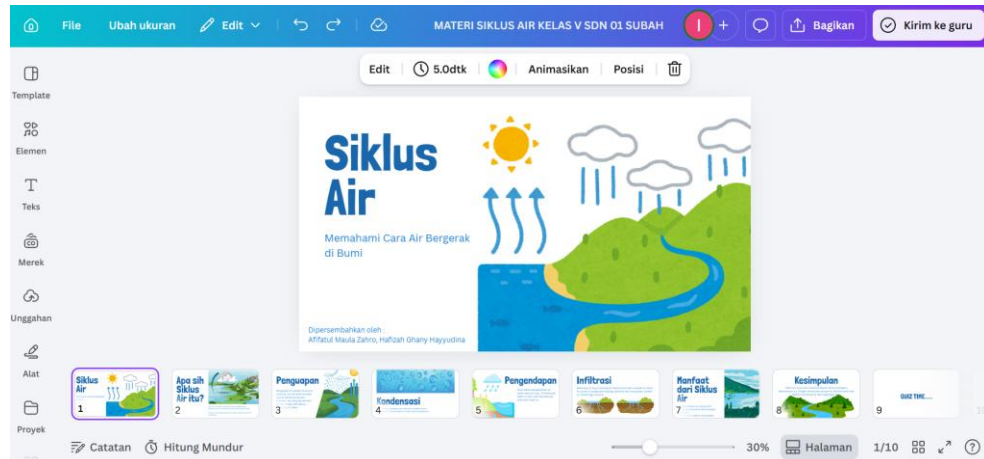 File
Ubah ukuran
Edit
MATERI SIKLUS AIR KELAS V SDN 01 SUBAH
I
+
Bagikan
Kirim ke guru
Edit
5.0dtk
Animasikan
Posisi
Template
Elemen
Teks
Merek
Unggahan
Alat
Proyek
Siklus
Air
Memahami Cara Air Bergerak
di Bumi
Dipersembahkan oleh :
Afifatul Maula Zahro, Hafizah Ghany Hayyudina
Siklus
Air
1
Apa sih
Siklus
Air itu?
2
Penguapan
3
Kondensasi
4
Pengendapan
5
Infiltrasi
6
Manfaat
dari Siklus
Air
7
Kesimpulan
8
QUIZ TIME....
9
Catatan
Hitung Mundur
30%
Halaman
1/10